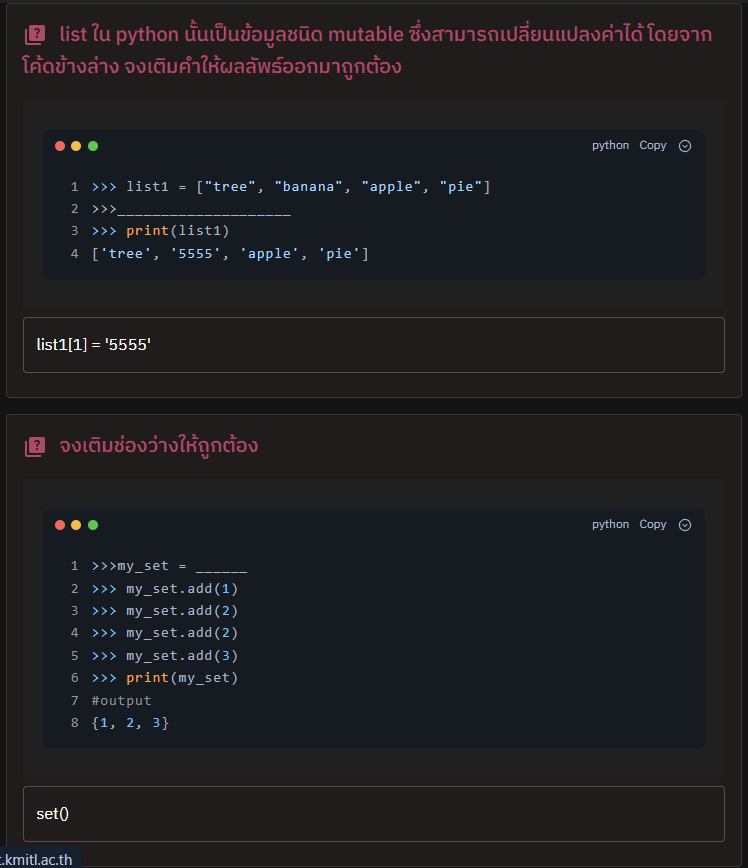 list ใน python นั้นเป็นข้อมูลชนิด mutable ซึ่งสามารถเปลี่ยนแปลงค่าได้ โดยจาก
โค้ดข้างล่าง จงเติมคำให้ผลลัพธ์ออกมาถูกต้อง
python Copy
1 >>> list1 = ["tree", "banana", "apple", "pie"]
2 >>>____________________
3 >>> print(list1)
4 ['tree', '5555', 'apple', 'pie']
list1[1] = '5555'
จงเติมช่องว่างให้ถูกต้อง
python Copy
1 >>>my_set = ______
2 >>> my_set.add(1)
3 >>> my_set.add(2)
4 >>> my_set.add(2)
5 >>> my_set.add(3)
6 >>> print(my_set)
7 #output
8 {1, 2, 3}
set()
.kmitl.ac.th